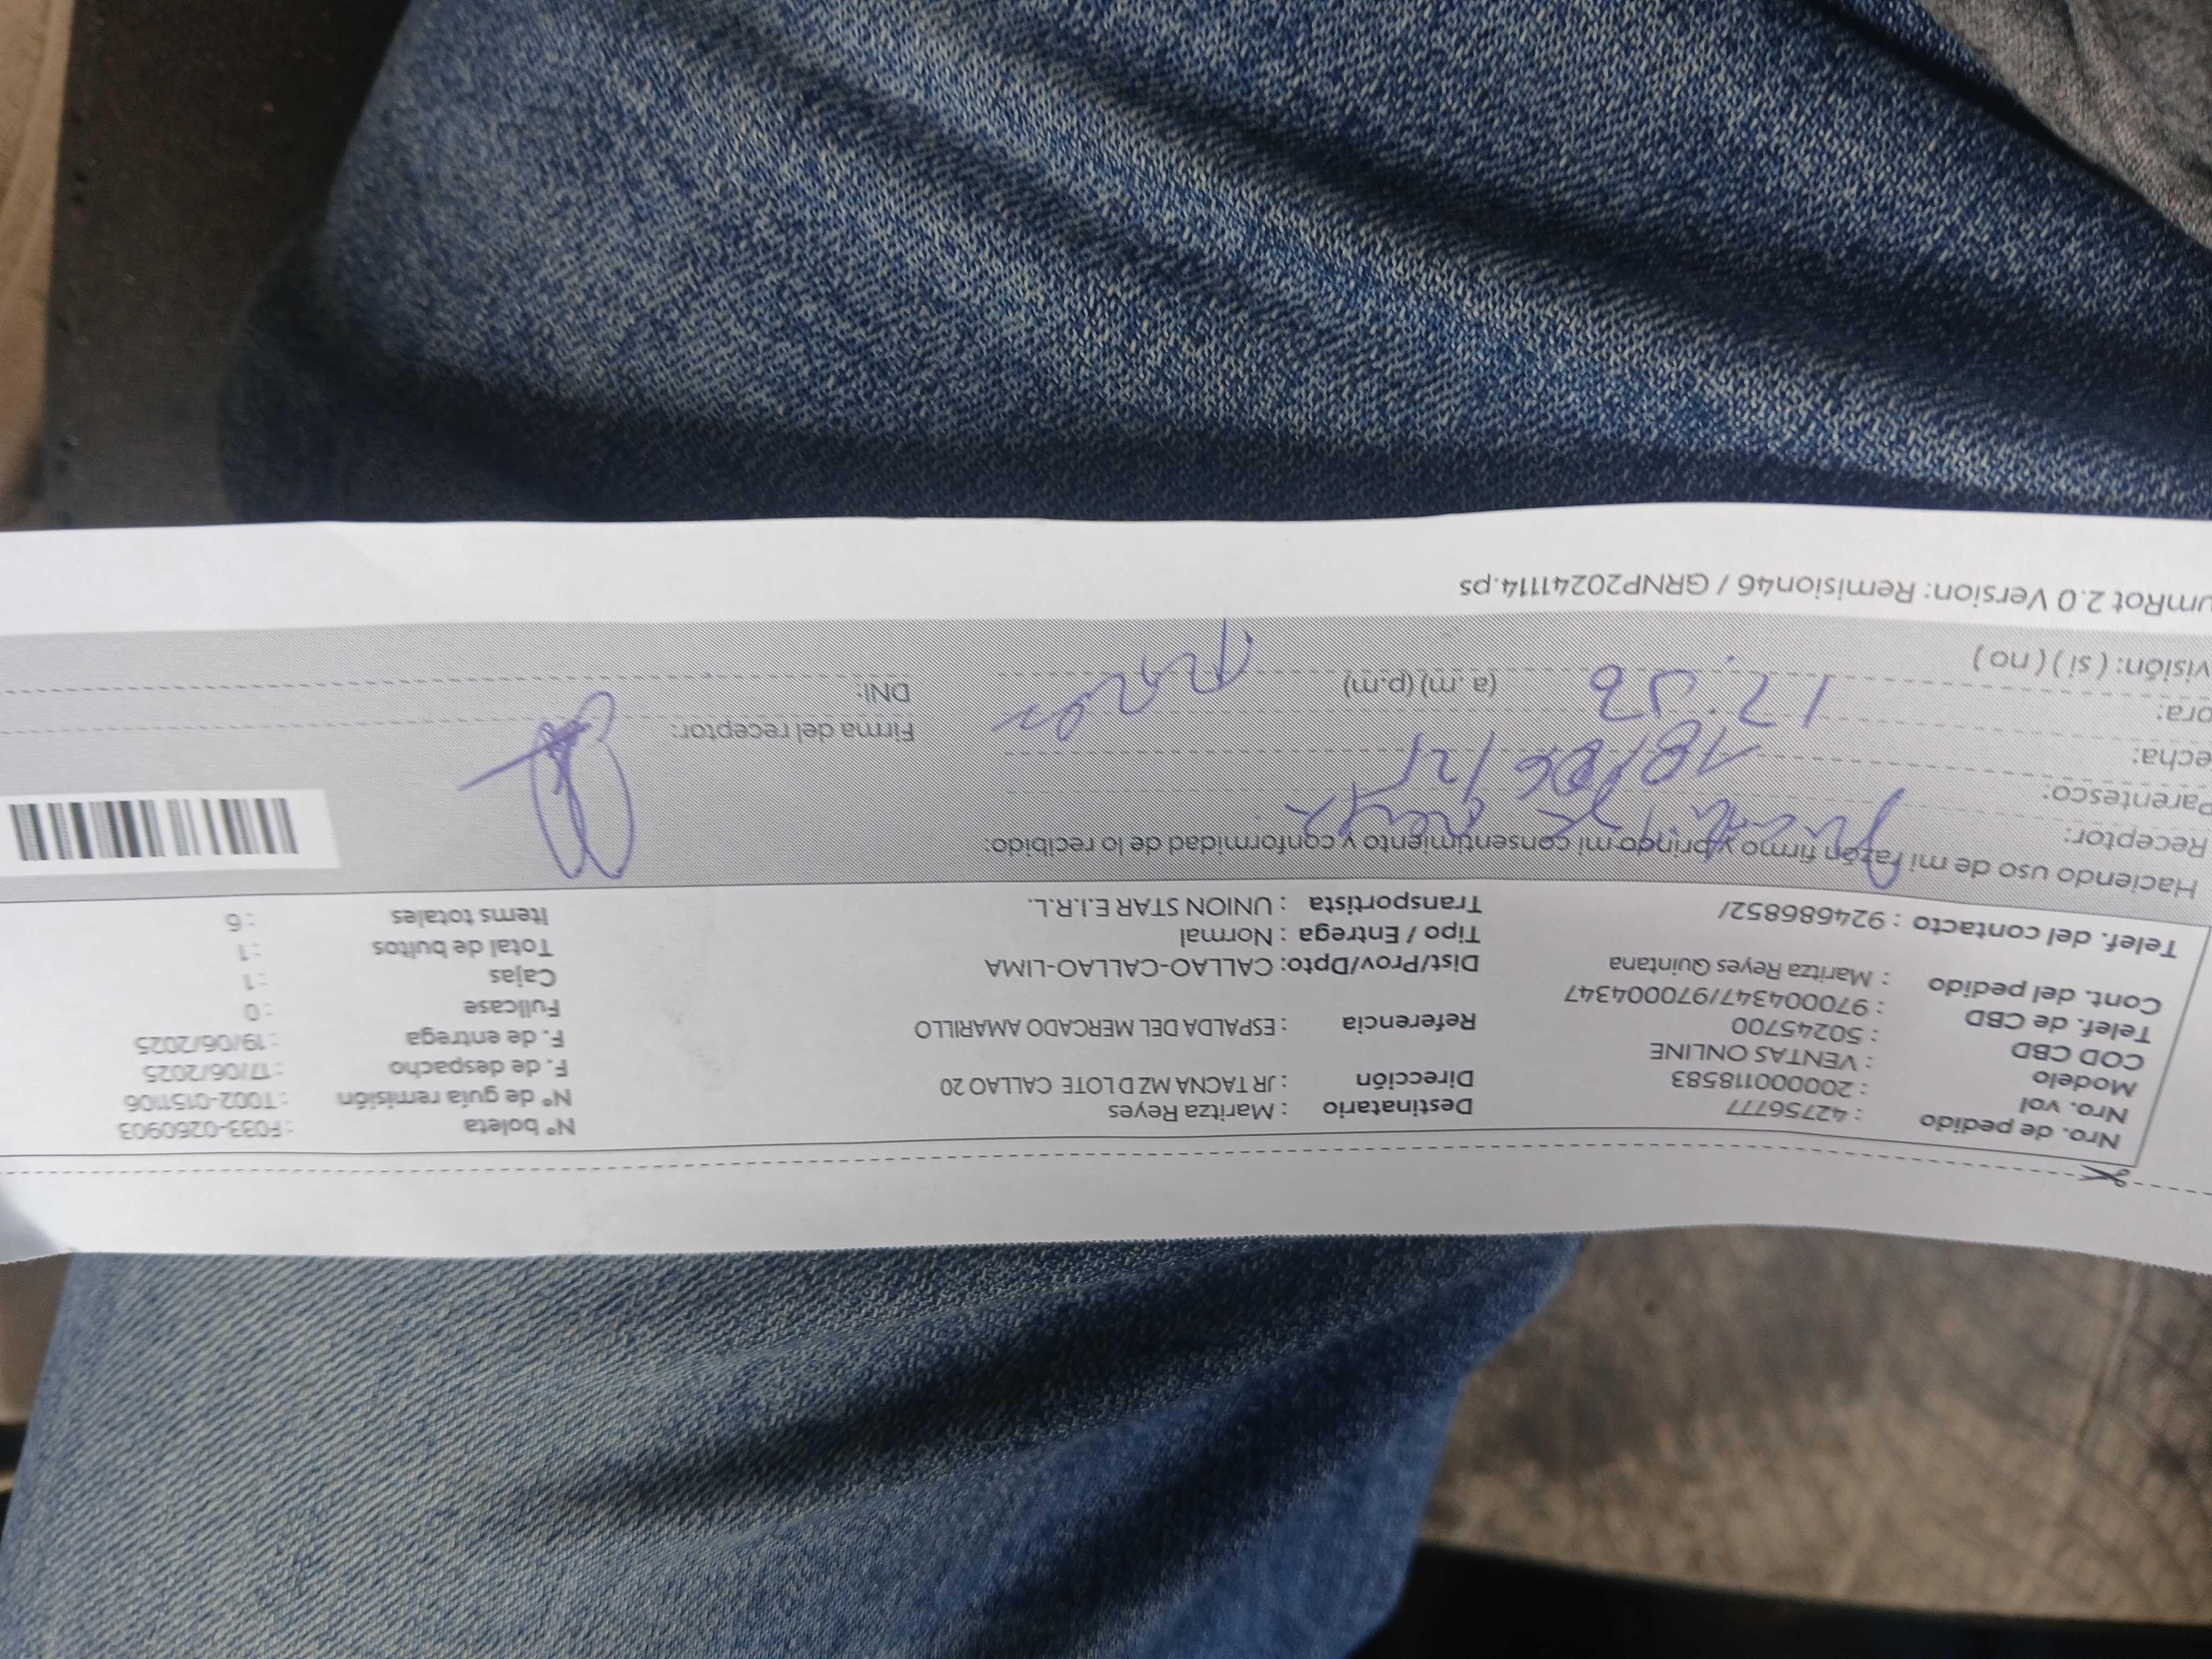 Nro. de pedido : 42756777
Nro. vol : 20000118583
Modelo : VENTAS ONLINE
COD CBD : 50245700
Telef. de CBD : 970004347/970004347
Cont. del pedido : Maritza Reyes Quintana
Telef. del contacto : 924686852/
Destinatario : Maritza Reyes
Dirección : JR TACNA MZ D LOTE CALLAO 20
Referencia : ESPALDA DEL MERCADO AMARILLO
Dist/Prov/Dpto: CALLAO-CALLAO-LIMA
Tipo / Entrega : Normal
Transportista : UNION STAR E.I.R.L.
N° boleta : F033-0260903
N° de guía remisión : T002-0151106
F. de despacho : 17/06/2025
F. de entrega : 19/06/2025
Fullcase : 0
Cajas : 1
Total de bultos : 1
Items totales : 6
Haciendo uso de mi razón firmo y brindo mi consentimiento y conformidad de lo recibido:
Receptor:
Parentesco:
echa: 18/06/25
ora: (a .m) (p.m)
visión: ( si ) ( no )
Firma del receptor:
DNI:
umRot 2.0 Version: Remision46 / GRNP20241114.ps